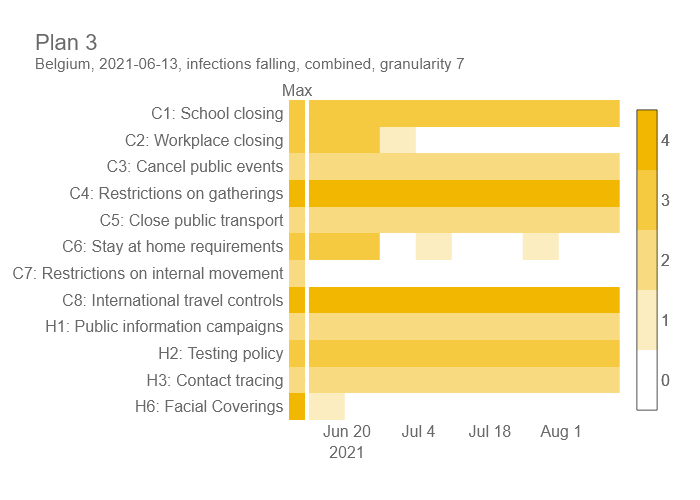 Plan 3
Belgium, 2021-06-13, infections falling, combined, granularity 7
Max
C1: School closing
C2: Workplace closing
C3: Cancel public events
C4: Restrictions on gatherings
C5: Close public transport
C6: Stay at home requirements
C7: Restrictions on internal movement
C8: International travel controls
H1: Public information campaigns
H2: Testing policy
H3: Contact tracing
H6: Facial Coverings
Jun 20 Jul 4 Jul 18 Aug 1
2021
4
3
2
1
0